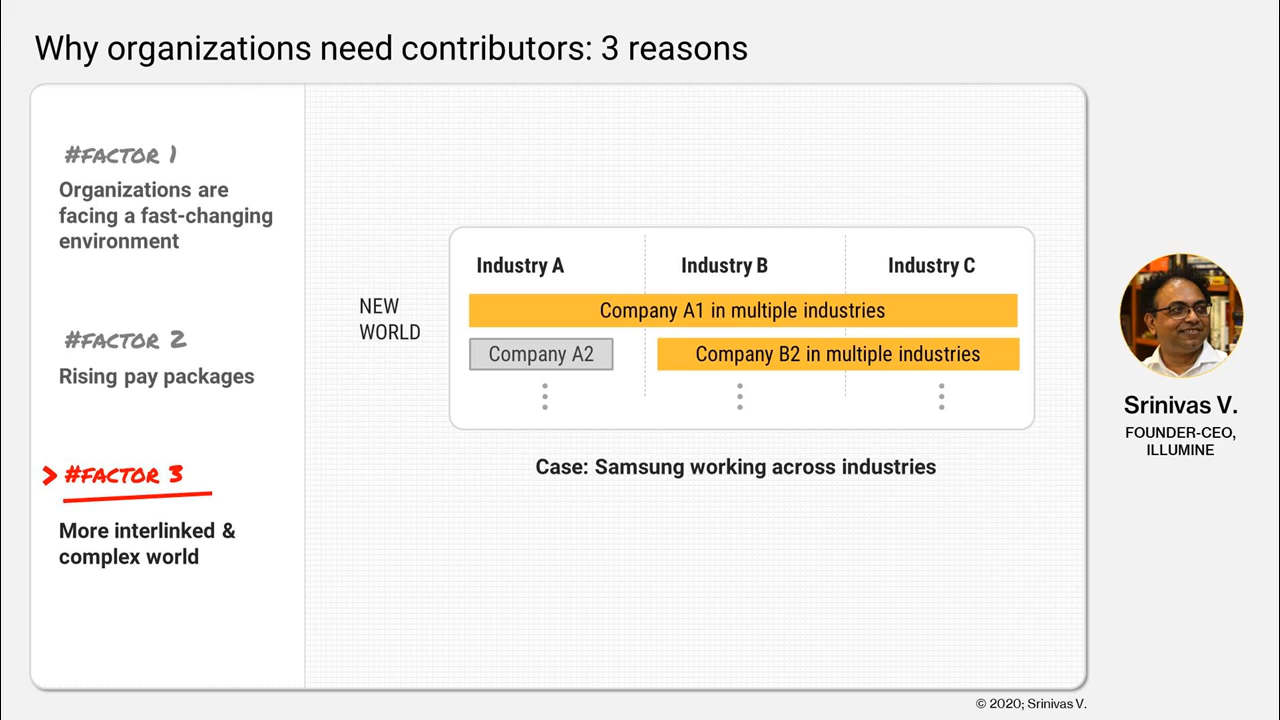 Why organizations need contributors: 3 reasons
#FACTOR 1
Organizations are
facing a fast-changing
environment
#FACTOR 2
Rising pay packages
> #FACTOR 3
More interlinked &
complex world
NEW
WORLD
Industry A
Industry B
Industry C
Company A1 in multiple industries
Company A2
Company B2 in multiple industries
Case: Samsung working across industries
Srinivas V.
FOUNDER-CEO,
ILLUMINE
© 2020; Srinivas V.